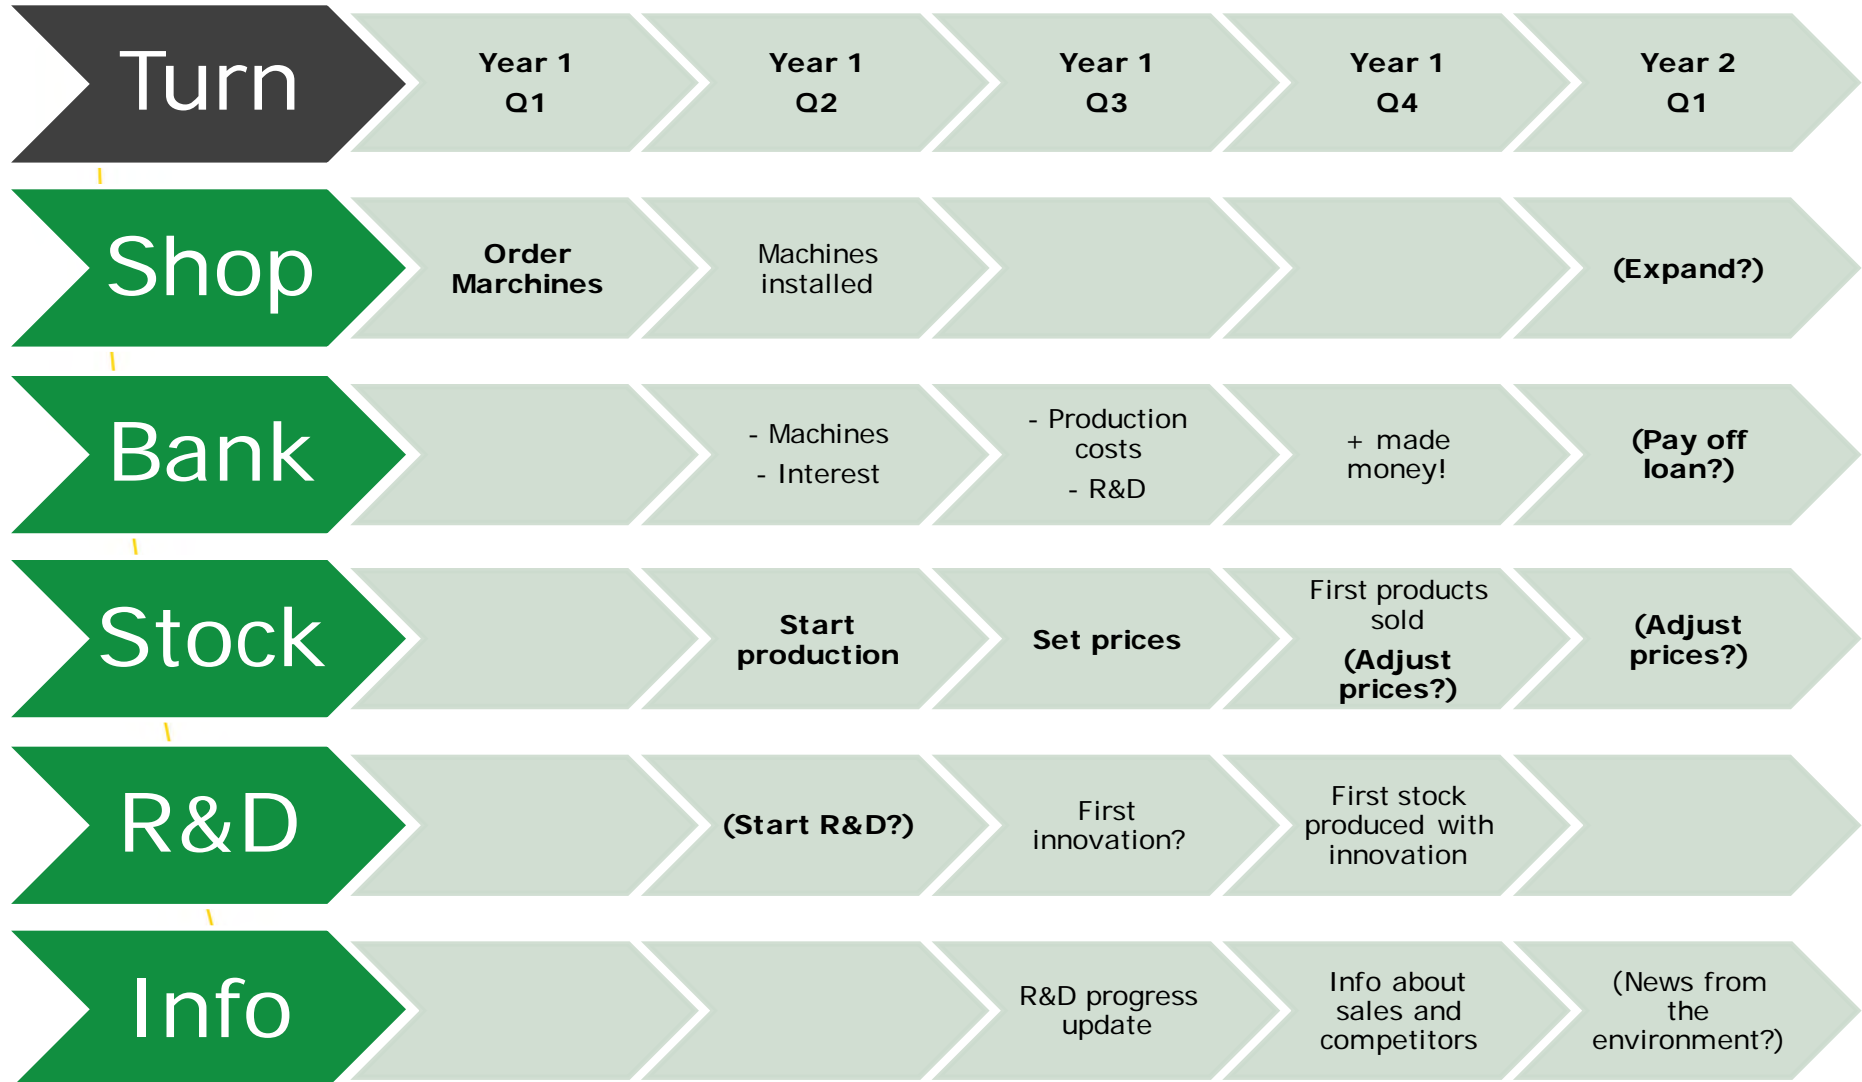 Turn
Year 1
Q1
Year 1
Q2
Year 1
Q3
Year 1
Q4
Year 2
Q1
Shop
Order
Marchines
Machines
installed
(Expand?)
Bank
- Machines
- Interest
- Production
costs
- R&D
+ made
money!
(Pay off
loan?)
Stock
Start
production
Set prices
First products
sold
(Adjust
prices?)
(Adjust
prices?)
R&D
(Start R&D?)
First
innovation?
First stock
produced with
innovation
Info
R&D progress
update
Info about
sales and
competitors
(News from
the
environment?)